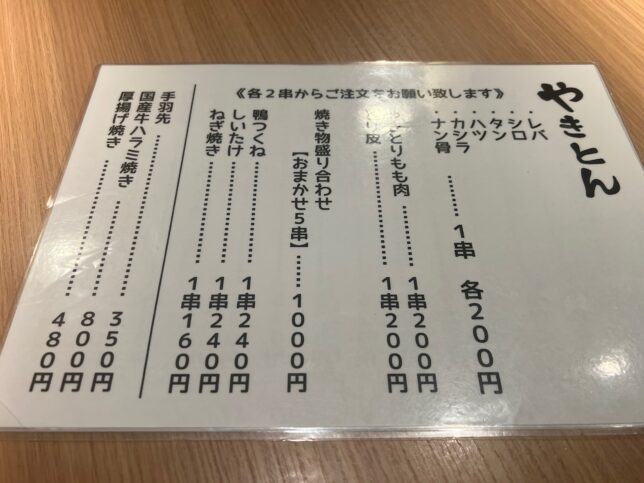 やきとん
《各2串からご注文をお願い致します》
レバ・
シロ・
タン・
ハツ・
カシラ・
ナン骨
………1串 各200円
とりもも肉………1串200円
皮………1串200円
焼き物盛り合わせ
【おまかせ5串】……1000円
鴨つくね………1串240円
しいたけ………1串240円
ねぎ焼き………1串160円
手羽先………350円
国産牛ハラミ焼き………800円
厚揚げ焼き………480円